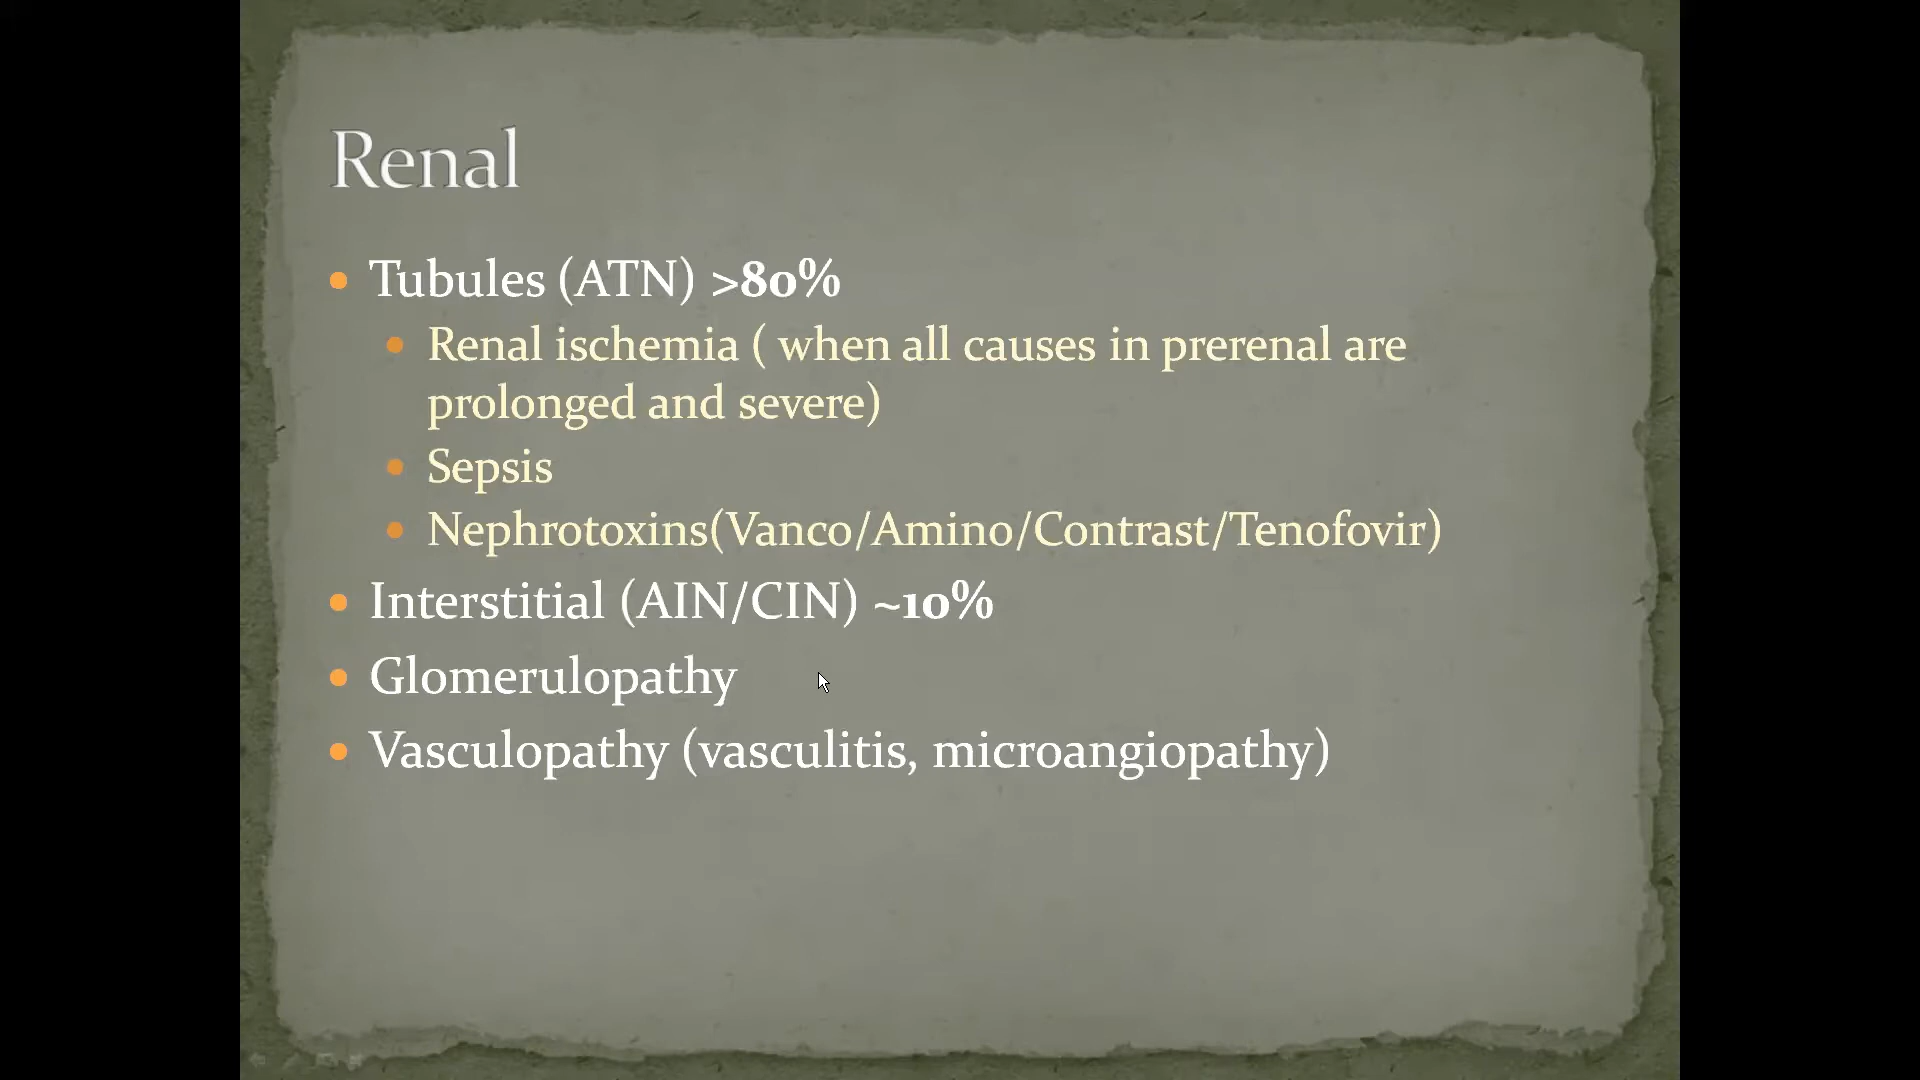 Renal
• Tubules (ATN) >80%
• Renal ischemia ( when all causes in prerenal are
prolonged and severe)
• Sepsis
• Nephrotoxins(Vanco/Amino/Contrast/Tenofovir)
• Interstitial (AIN/CIN) ~10%
• Glomerulopathy
• Vasculopathy (vasculitis, microangiopathy)